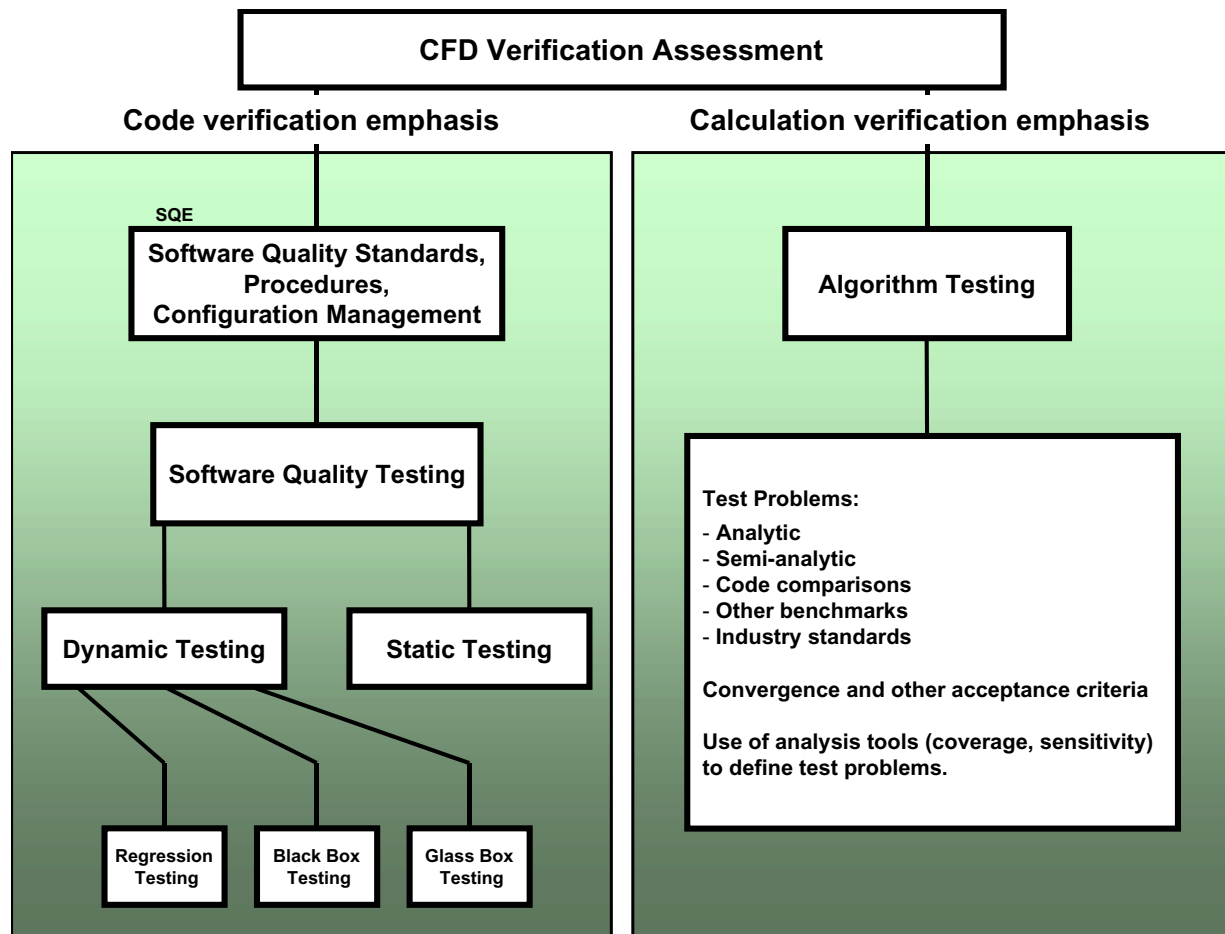 CFD Verification Assessment
Code verification emphasis
SQE
Software Quality Standards,
Procedures,
Configuration Management
Software Quality Testing
Dynamic Testing
Static Testing
Regression
Testing
Black Box
Testing
Glass Box
Testing
Calculation verification emphasis
Algorithm Testing
Test Problems:
- Analytic
- Semi-analytic
- Code comparisons
- Other benchmarks
- Industry standards
Convergence and other acceptance criteria
Use of analysis tools (coverage, sensitivity)
to define test problems.